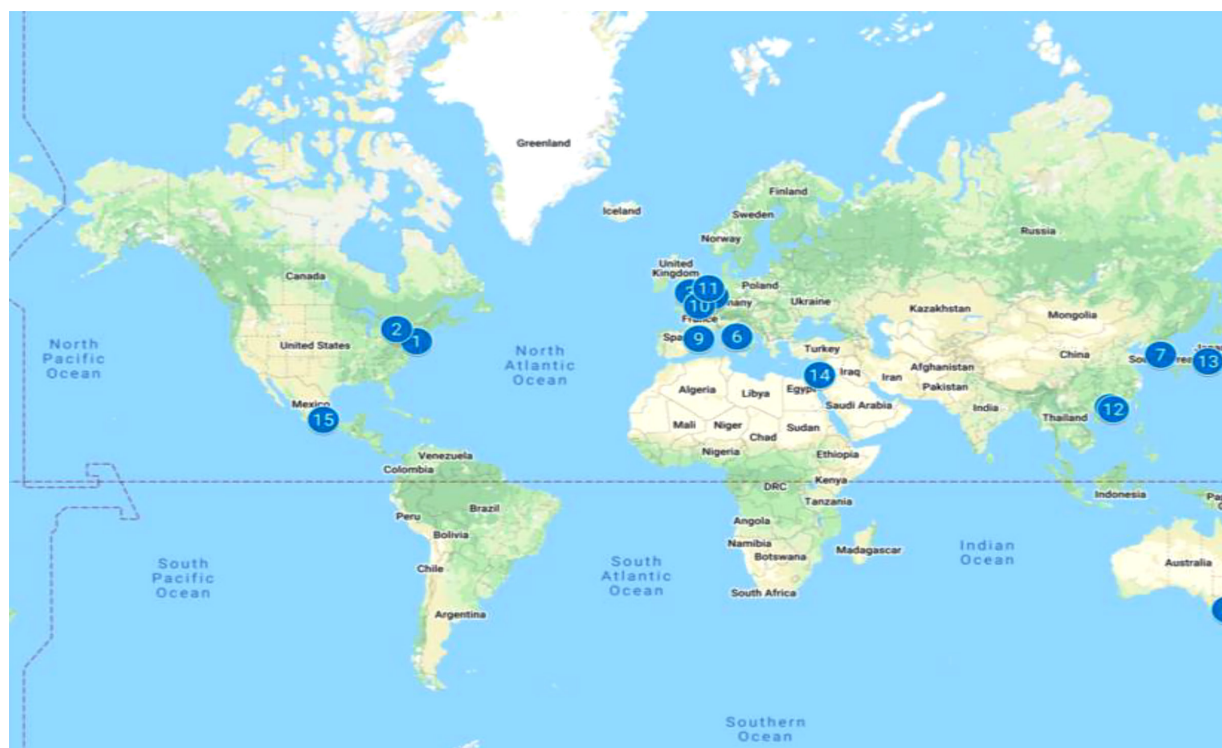 Greenland
Iceland
Finland
Sweden
Norway
Russia
Canada
United
Kingdom
11
10
Poland
France
Ukraine
Kazakhstan
Mongolia
2
1
United States
North
Pacific
Ocean
North
Atlantic
Ocean
9
6
Turkey
7
13
China
Afghanistan
Iraq
Iran
14
Pakistan
Algeria
Libya
Egypt
Saudi Arabia
India
Mexico
15
12
Thailand
Mali
Niger
Sudan
Chad
Nigeria
Ethiopia
Venezuela
Colombia
Kenya
DRC
Tanzania
Indonesia
Brazil
Peru
Angola
Bolivia
Namibia
Botswana
Madagascar
Indian
Ocean
South
Pacific
Ocean
Chile
South
Atlantic
Ocean
Australia
South Africa
Argentina
Southern
Ocean